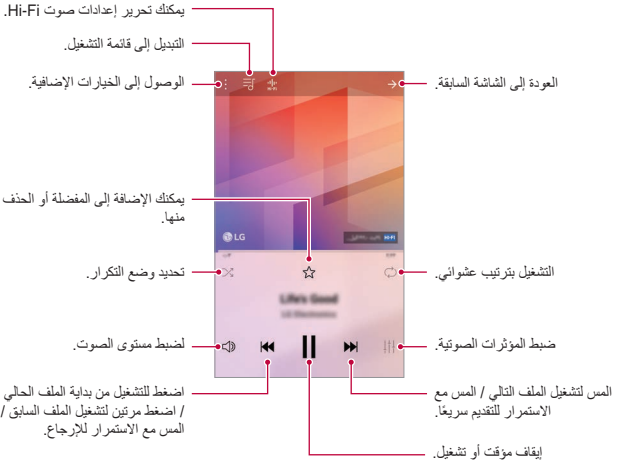 يمكنك تحرير إعدادات صوت Hi-Fi.
التبديل إلى قائمة التشغيل.
الوصول إلى الخيارات الإضافية.
العودة إلى الشاشة السابقة.
يمكنك الإضافة إلى المفضلة أو الحذف
منها.
LG
HI-FI
تحديد وضع التكرار.
التشغيل بترتيب عشوائي.
Life's Good
LG Electronics
لضبط مستوى الصوت.
ضبط المؤثرات الصوتية.
اضغط للتشغيل من بداية الملف الحالي
/ اضغط مرتين لتشغيل الملف السابق /
المس مع الاستمرار للإرجاع.
المس لتشغيل الملف التالي / المس مع
الاستمرار للتقديم سريعًا.
إيقاف مؤقت أو تشغيل.